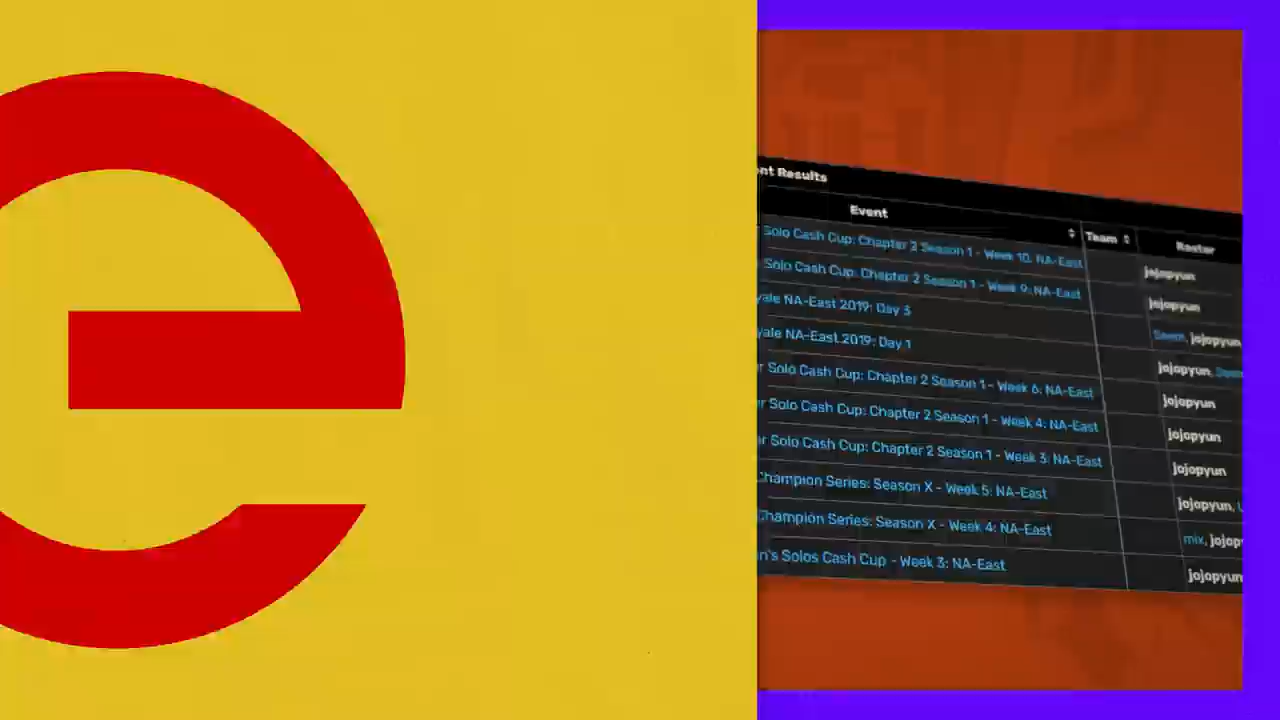 e
nt Results
Event
Team
Roster
Solo Cash Cup: Chapter 2 Season 1 - Week 10: NA-East
jojopyun
Solo Cash Cup: Chapter 2 Season 1 - Week 9: NA-East
jojopyun
yale NA-East 2019: Day 3
jojopyun
yale NA-East 2019: Day 1
jojopyun,
r Solo Cash Cup: Chapter 2 Season 1 - Week 6: NA-East
jojopyun
r Solo Cash Cup: Chapter 2 Season 1 - Week 4: NA-East
jojopyun
er Solo Cash Cup: Chapter 2 Season 1 - Week 3: NA-East
jojopyun
Champion Series: Season X - Week 5: NA-East
jojopyun,
Champion Series: Season X - Week 4: NA-East
mix, jojopy
n's Solos Cash Cup - Week 3: NA-East
jojopyun